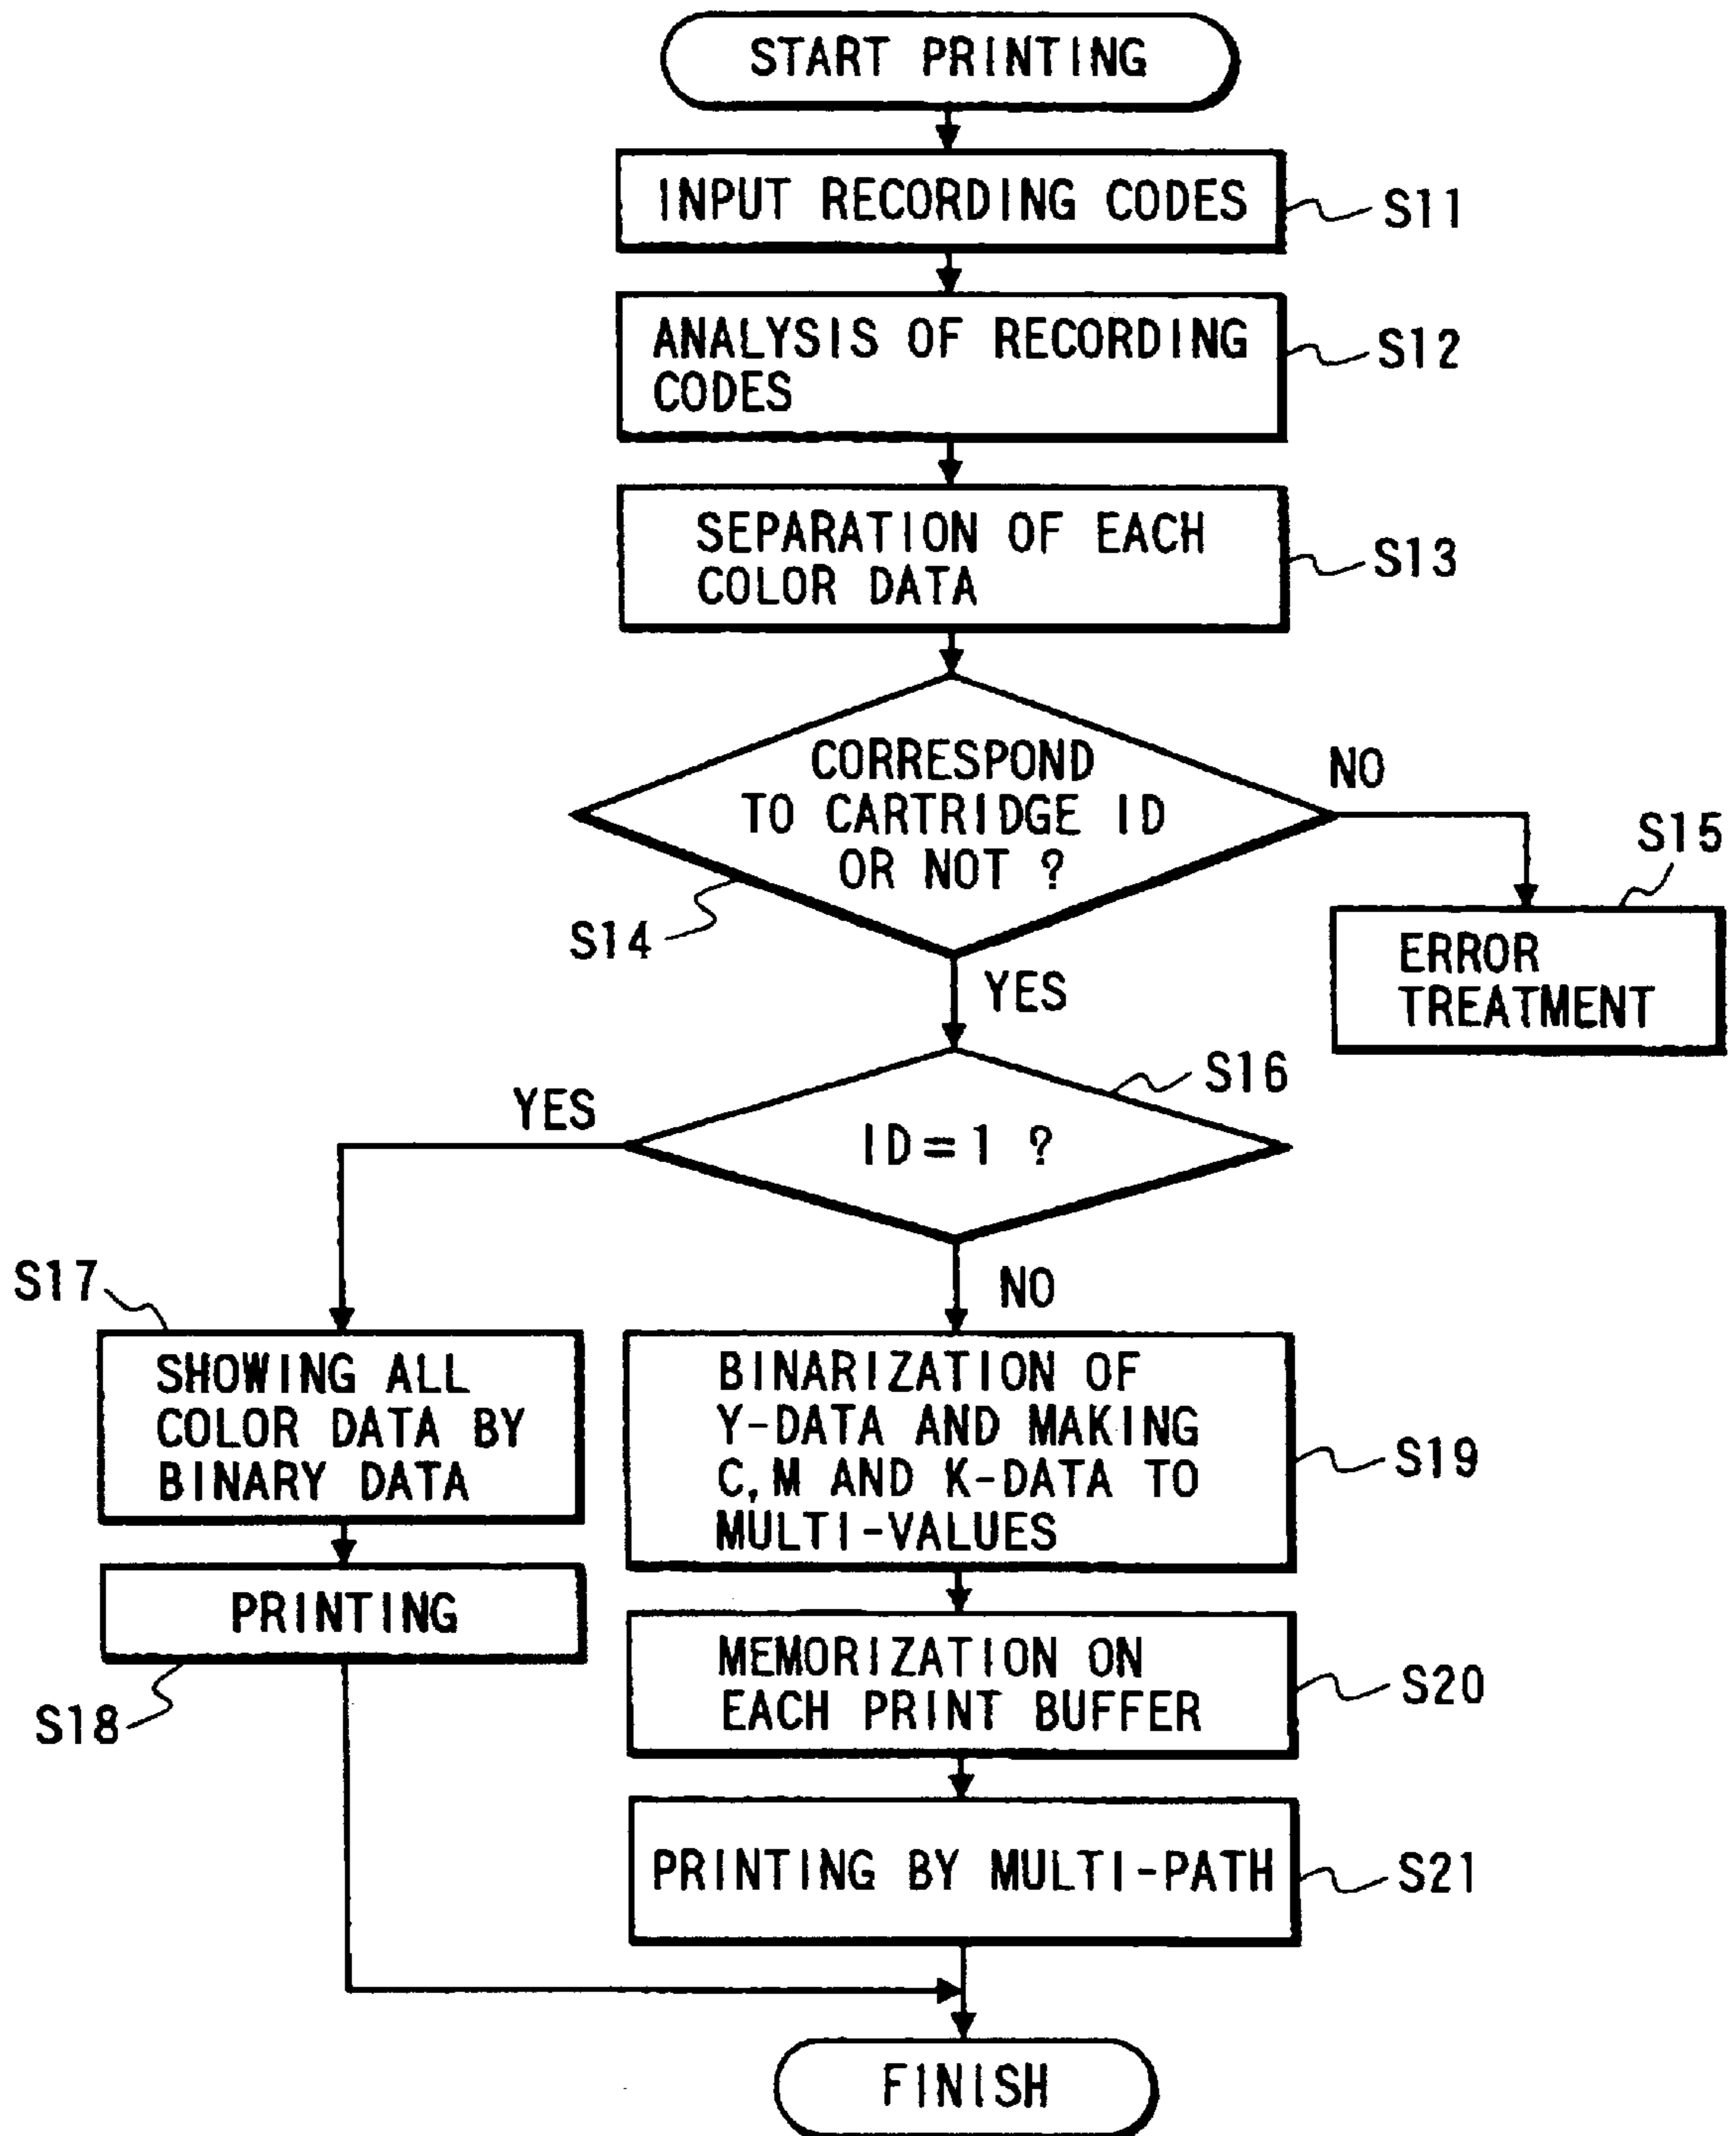 START PRINTING
INPUT RECORDING CODES
S11
ANALYSIS OF RECORDING
CODES
S12
SEPARATION OF EACH
COLOR DATA
S13
CORRESPOND
TO CARTRIDGE ID
OR NOT ?
NO
S14
S15
ERROR
TREATMENT
YES
S16
ID=1 ?
YES
NO
S17
SHOWING ALL
COLOR DATA BY
BINARY DATA
PRINTING
S18
BINARIZATION OF
Y-DATA AND MAKING
C,M AND K-DATA TO
MULTI-VALUES
S19
MEMORIZATION ON
EACH PRINT BUFFER
S20
PRINTING BY MULTI-PATH
S21
FINISH